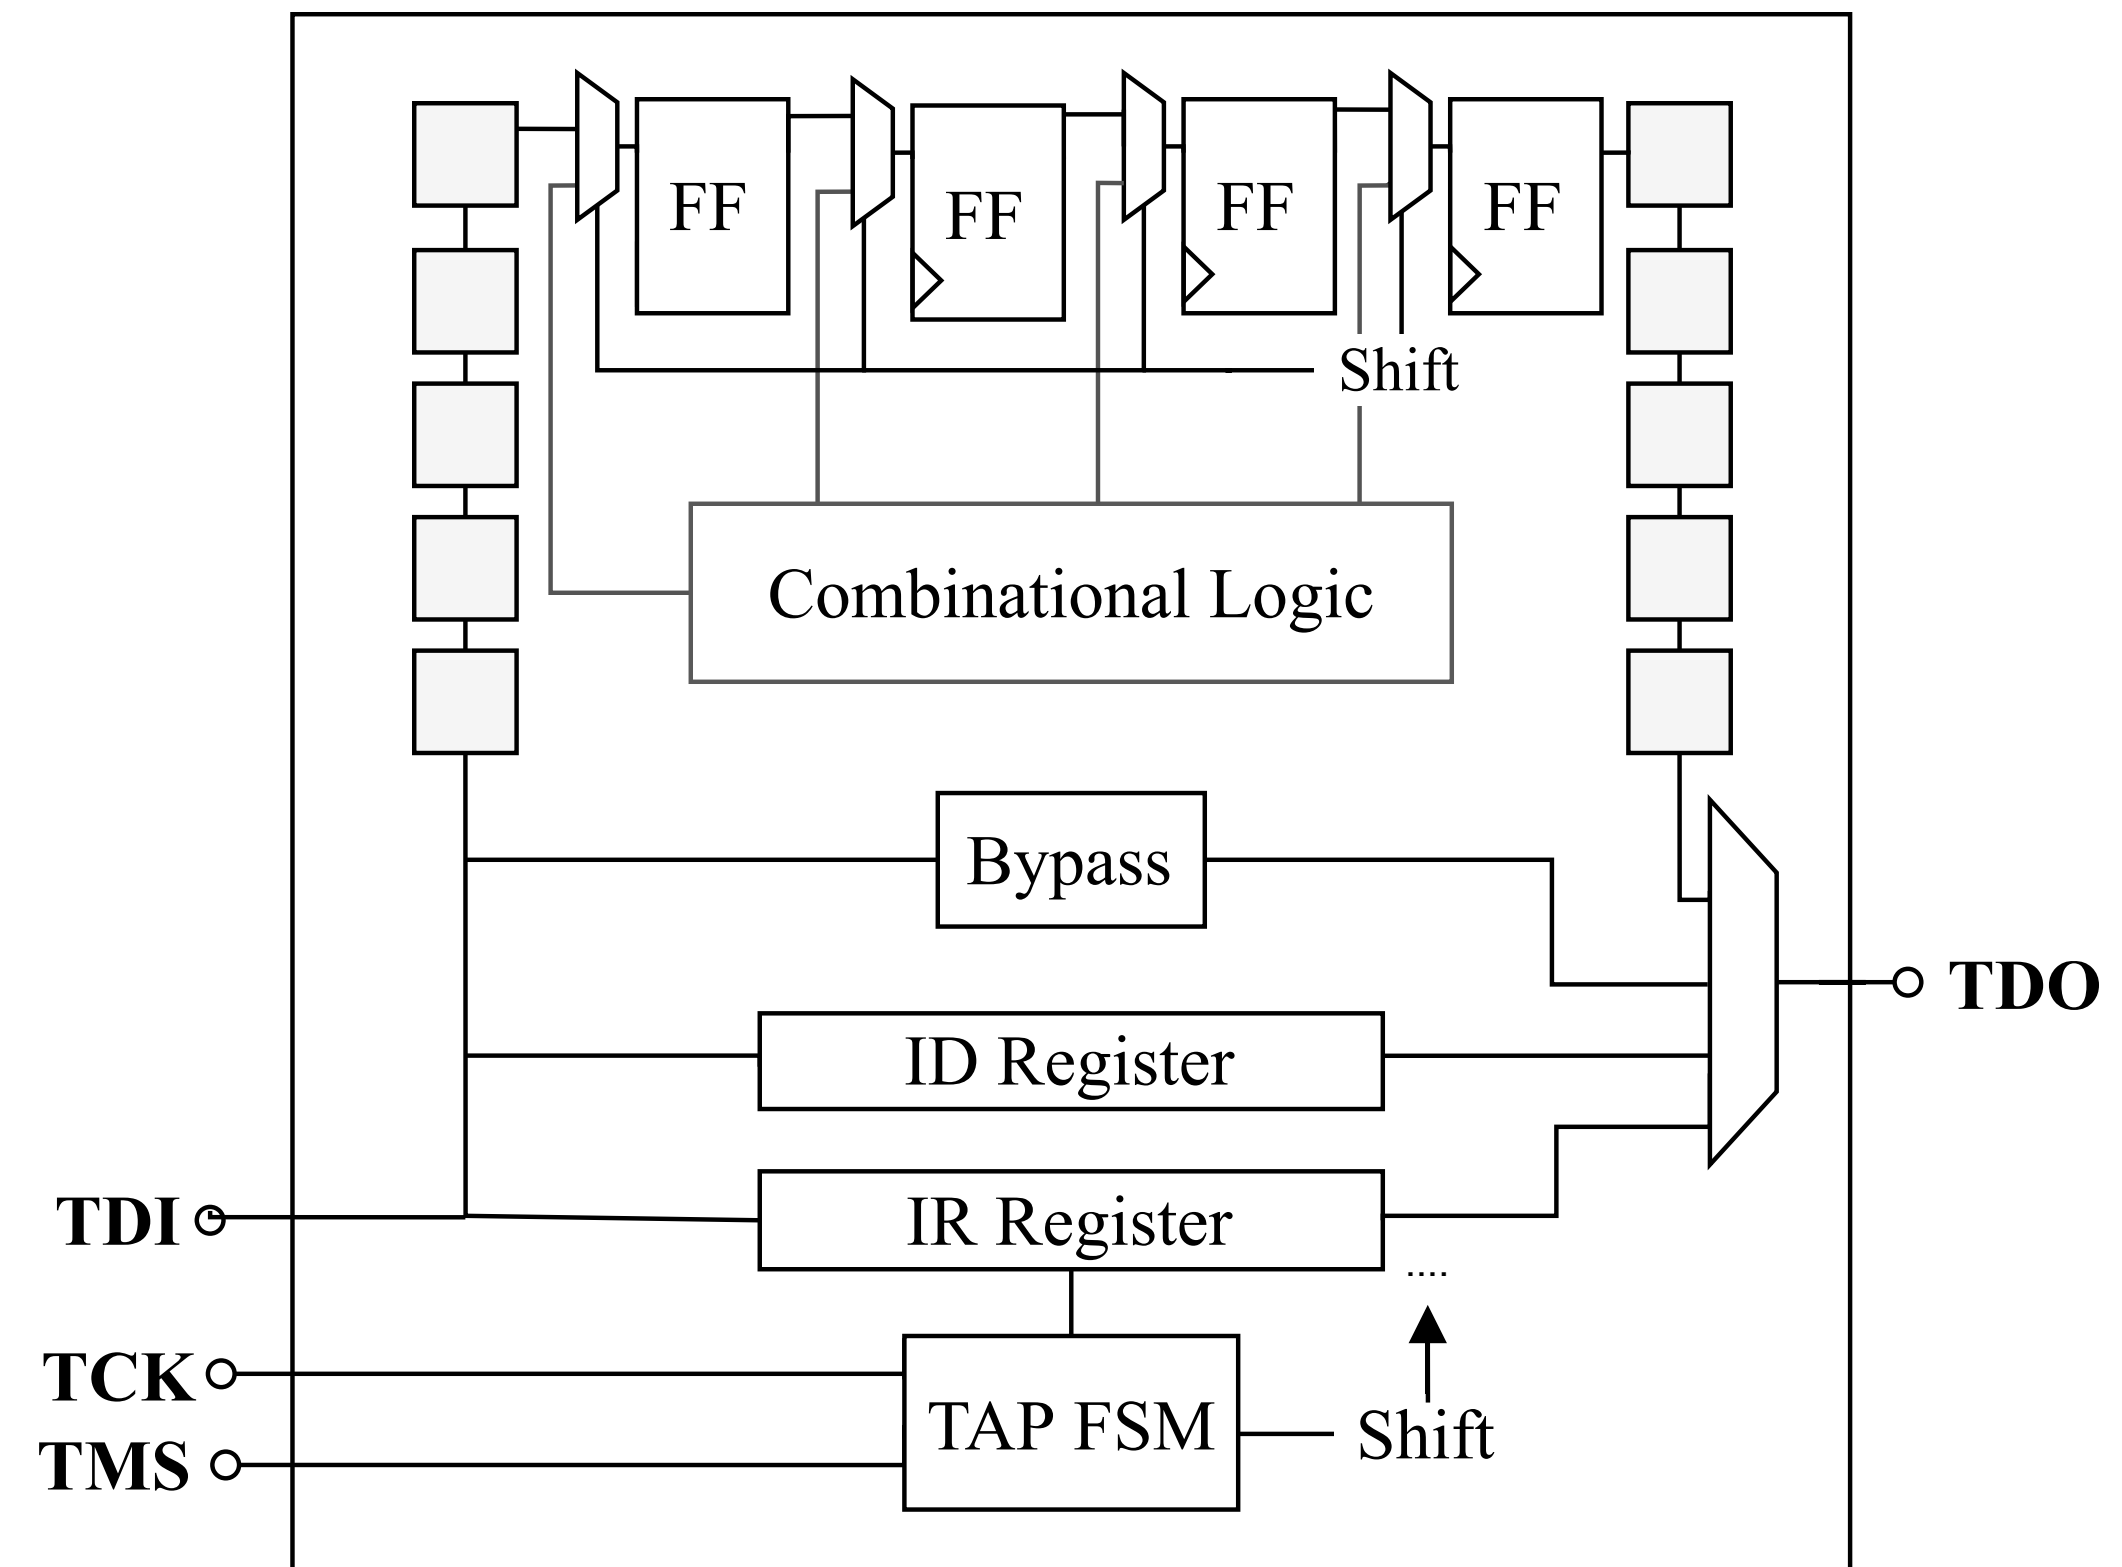 FF
FF
FF
FF
Shift
Combinational Logic
Bypass
TDO
ID Register
TDI
IR Register
....
TCK
TAP FSM
Shift
TMS